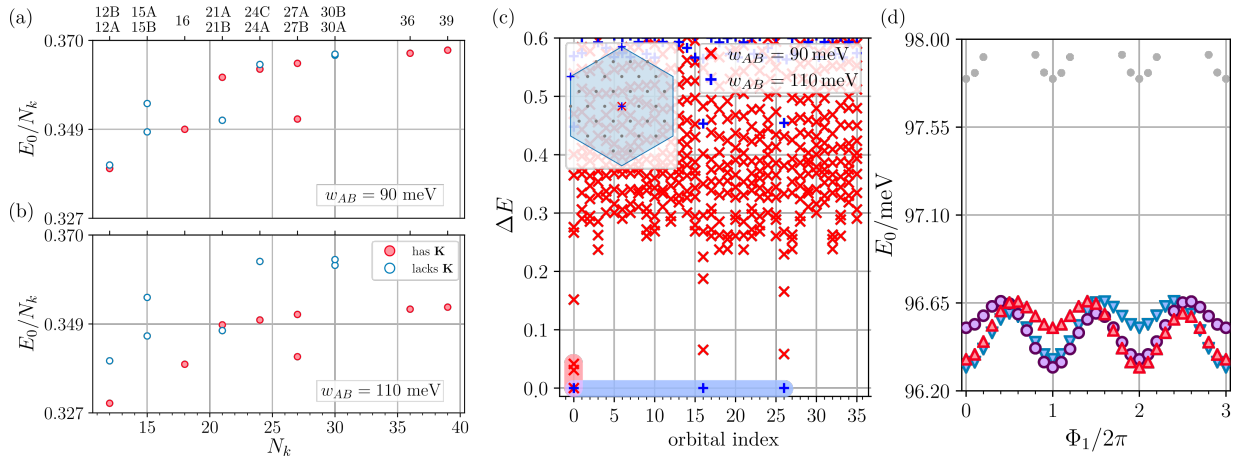 (a)
12B 15A 16 21A 24C 27A 30B 36 39
12A 15B 21B 24A 27B 30A
0.370
0.349
0.327
E₀/Nₖ
w_AB = 90 meV
(b)
0.370
0.349
0.327
E₀/Nₖ
has K
lacks K
w_AB = 110 meV
15 20 25 30 35 40
Nₖ
(c)
0.6
0.5
0.4
0.3
0.2
0.1
0.0
ΔE
w_AB = 90 meV
w_AB = 110 meV
0 5 10 15 20 25 30 35
orbital index
(d)
98.00
97.55
97.10
96.65
96.20
E₀/meV
0 1 2 3
Φ₁/2π